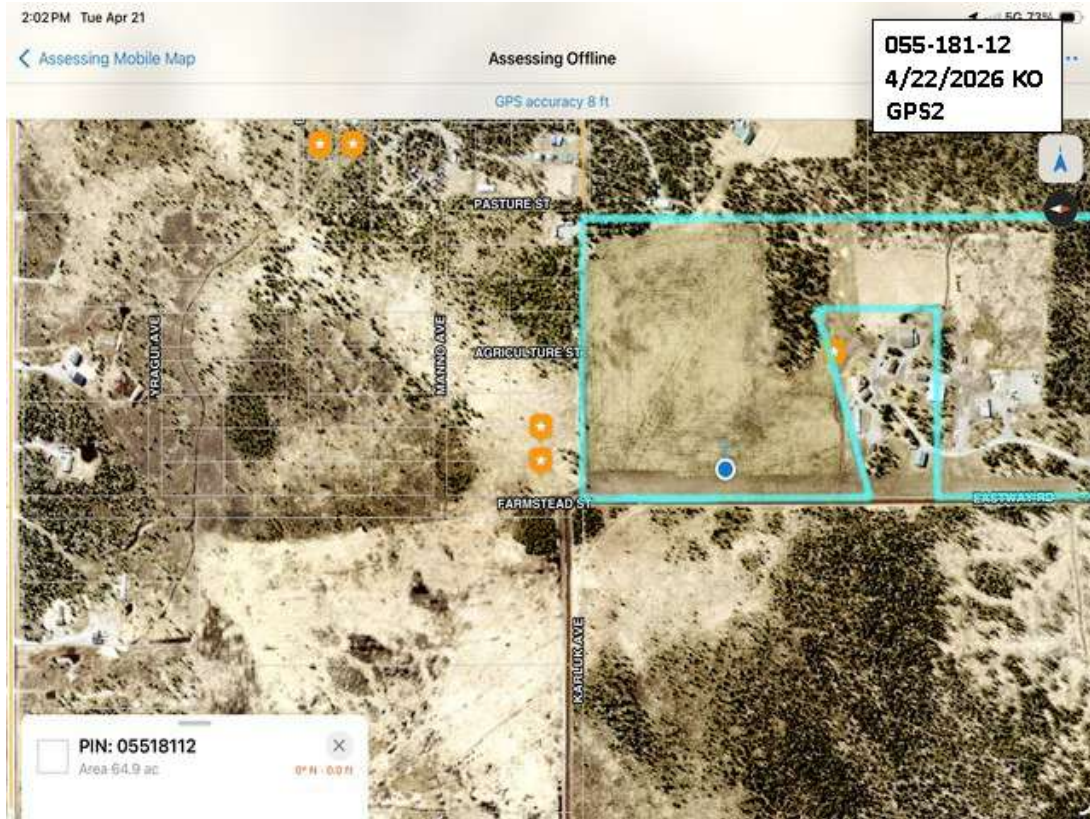 2:02 PM Tue Apr 21
5G 73%
Assessing Mobile Map
Assessing Offline
055-181-12
4/22/2026 KO
GPS2
GPS accuracy 8 ft
PASTURE ST
YRAGUI AVE
MANNO AVE
AGRICULTURE ST
FARMSTEAD ST
EASTWAY RD
KARLUK AVE
PIN: 05518112
Area 64.9 ac
0° N - 0.0 ft